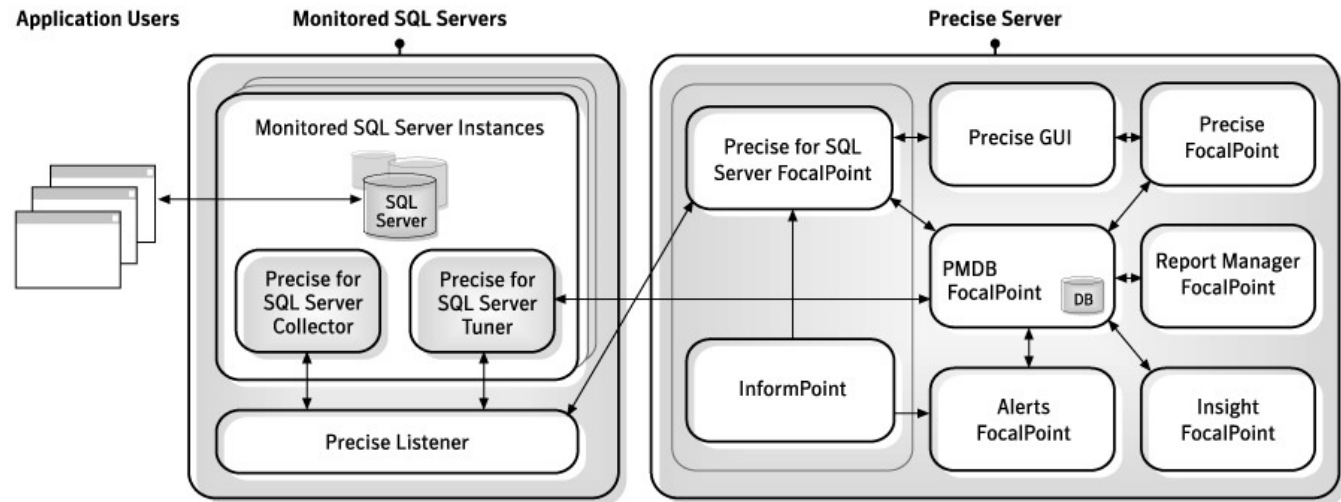 Application Users
Monitored SQL Servers
Precise Server
Monitored SQL Server Instances
SQL
Server
Precise for
SQL Server
Collector
Precise for
SQL Server
Tuner
Precise Listener
Precise for SQL
Server FocalPoint
Precise GUI
Precise
FocalPoint
PMDB
FocalPoint
DB
Report Manager
FocalPoint
InformPoint
Alerts
FocalPoint
Insight
FocalPoint